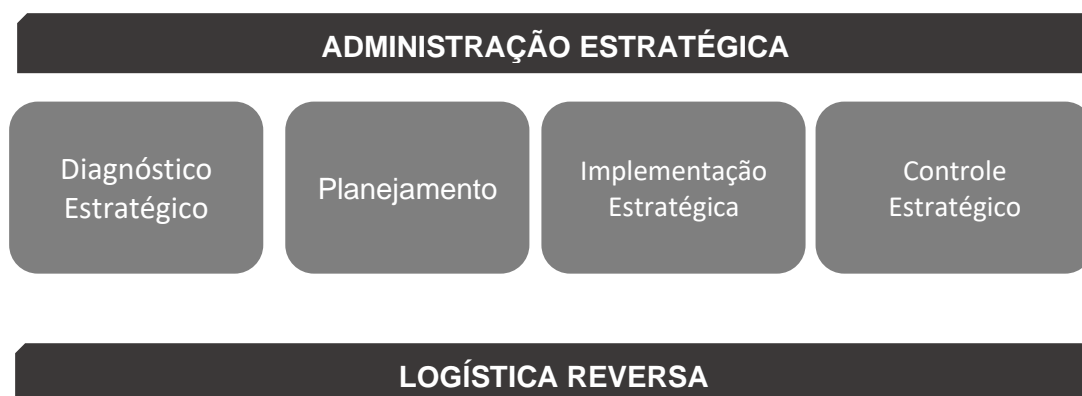 ADMINISTRAÇÃO ESTRATÉGICA
Diagnóstico
Estratégico
Planejamento
Implementação
Estratégica
Controle
Estratégico
LOGÍSTICA REVERSA